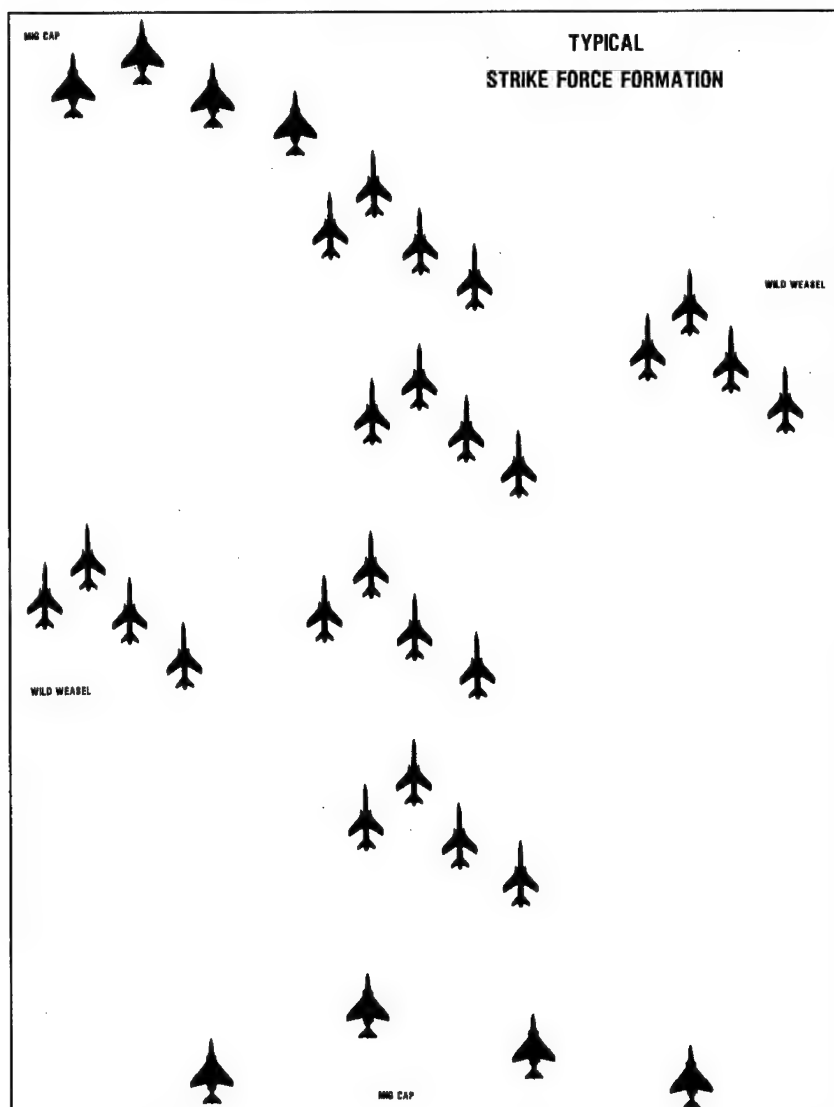 MIG CAP
TYPICAL
STRIKE FORCE FORMATION
WILD WEASEL
WILD WEASEL
MIG CAP